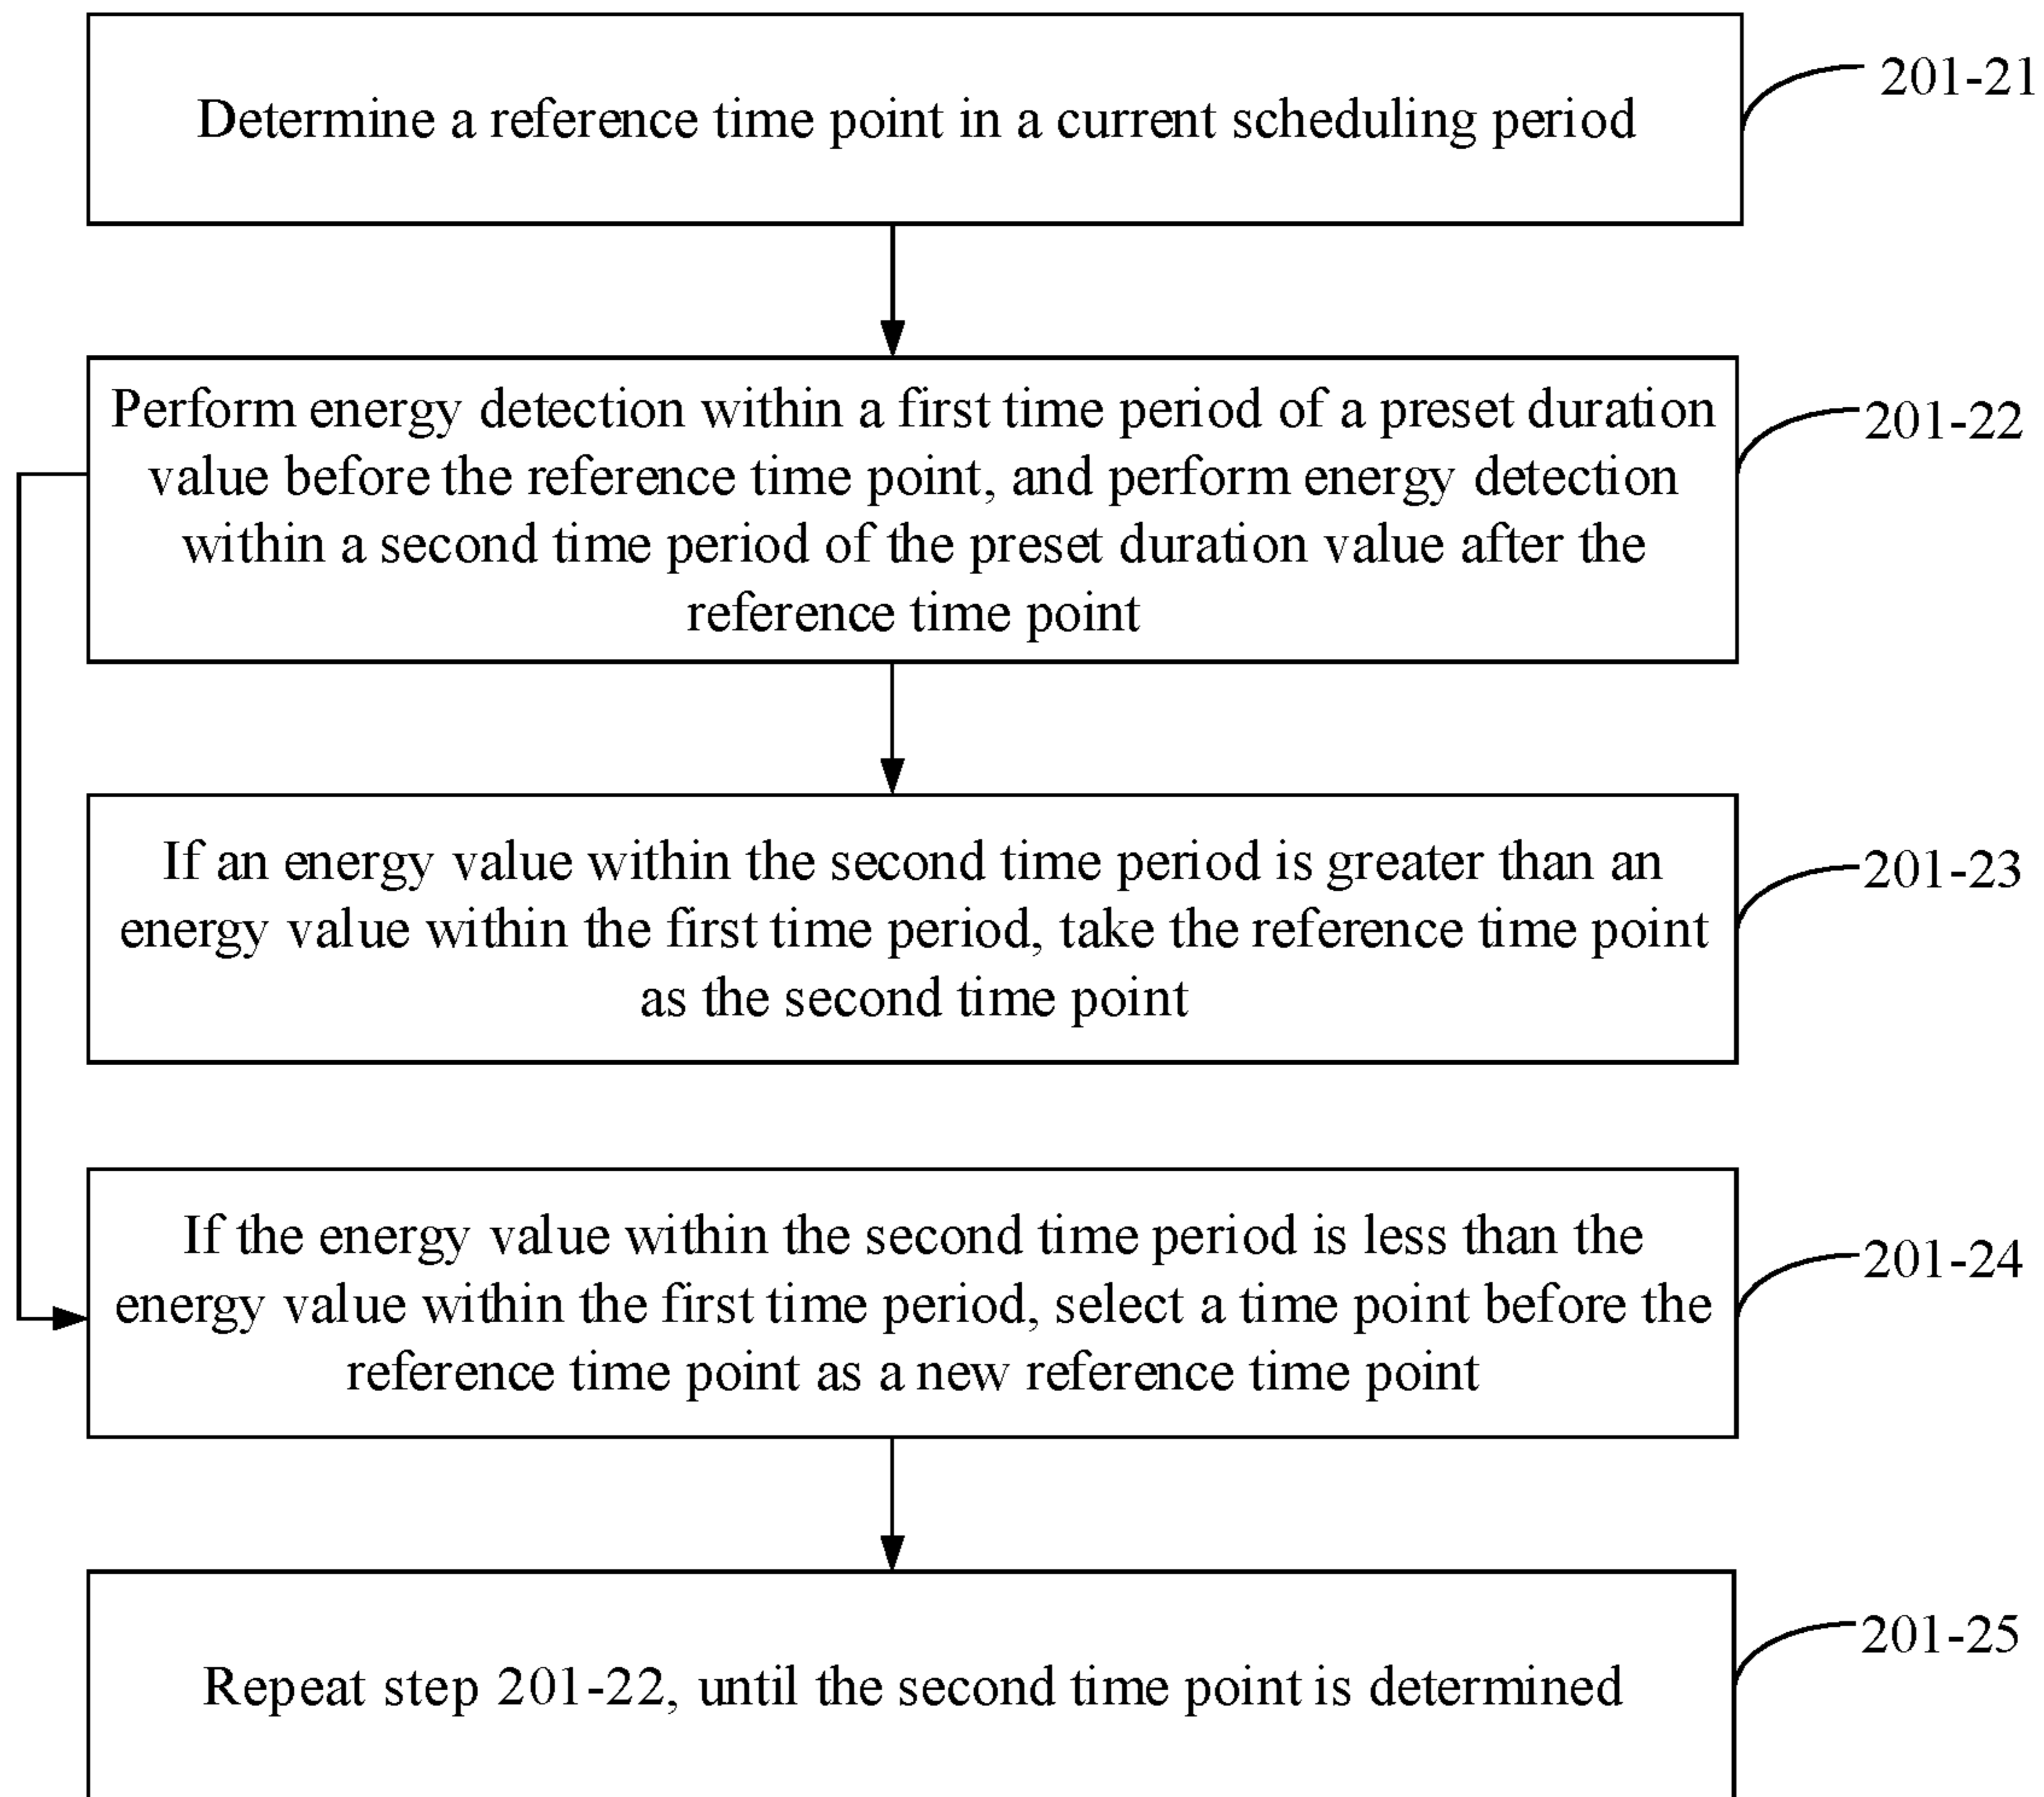 Determine a reference time point in a current scheduling period
201-21
Perform energy detection within a first time period of a preset duration
value before the reference time point, and perform energy detection
within a second time period of the preset duration value after the
reference time point
201-22
If an energy value within the second time period is greater than an
energy value within the first time period, take the reference time point
as the second time point
201-23
If the energy value within the second time period is less than the
energy value within the first time period, select a time point before the
reference time point as a new reference time point
201-24
Repeat step 201-22, until the second time point is determined
201-25